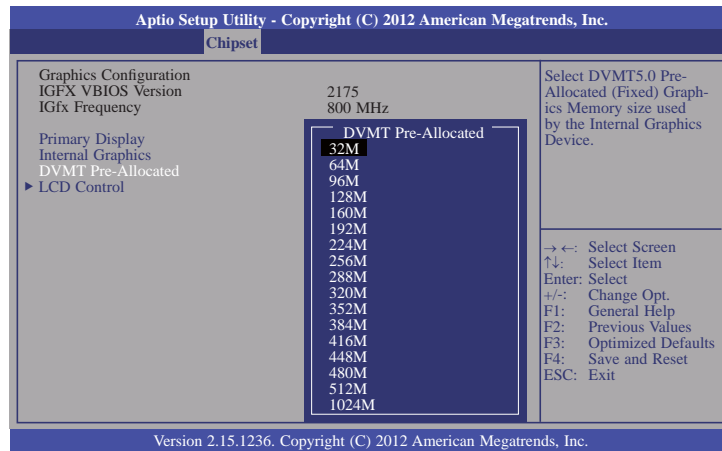 Aptio Setup Utility - Copyright (C) 2012 American Megatrends, Inc.
Chipset
Graphics Configuration
IGFX VBIOS Version 2175
IGfx Frequency 800 MHz
Primary Display
Internal Graphics
DVMT Pre-Allocated
▶ LCD Control
DVMT Pre-Allocated
32M
64M
96M
128M
160M
192M
224M
256M
288M
320M
352M
384M
416M
448M
480M
512M
1024M
Select DVMT5.0 Pre-
Allocated (Fixed) Graph-
ics Memory size used
by the Internal Graphics
Device.
→ ←: Select Screen
↑↓: Select Item
Enter: Select
+/-: Change Opt.
F1: General Help
F2: Previous Values
F3: Optimized Defaults
F4: Save and Reset
ESC: Exit
Version 2.15.1236. Copyright (C) 2012 American Megatrends, Inc.